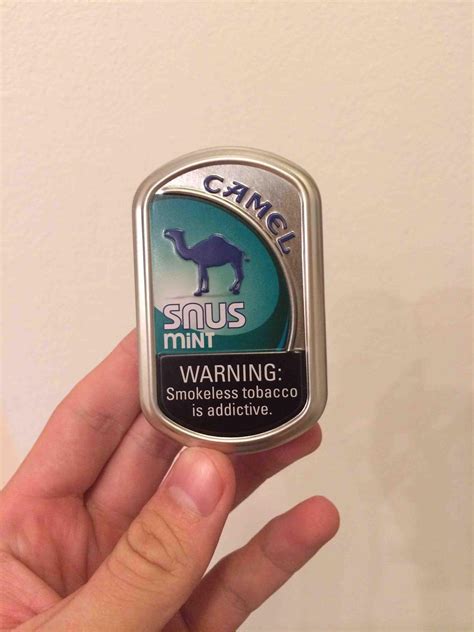 CAMEL
SNUS
MINT
WARNING:
Smokeless tobacco
is addictive.